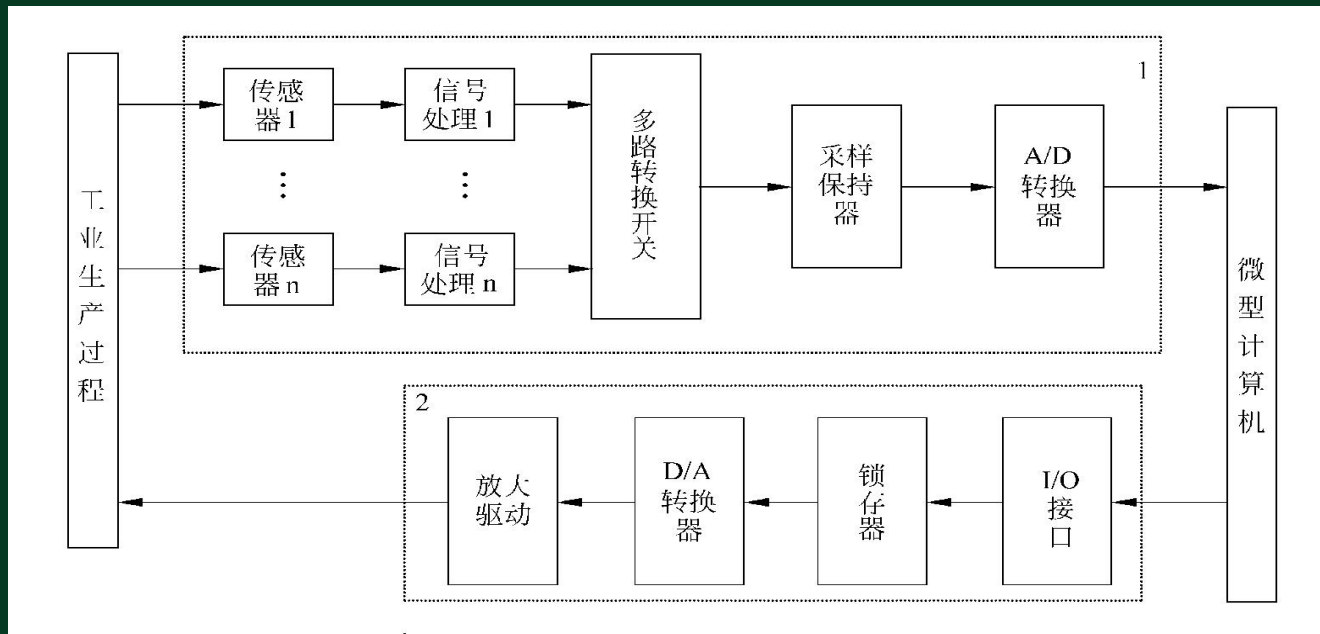 工业生产过程
传感
器1
信号
处理1
⋮
⋮
传感
器n
信号
处理n
多路转换开关
采样
保持
器
A/D
转换
器
1
微型计算机
2
放大
驱动
D/A
转换
器
锁
存
器
I/O
接
口